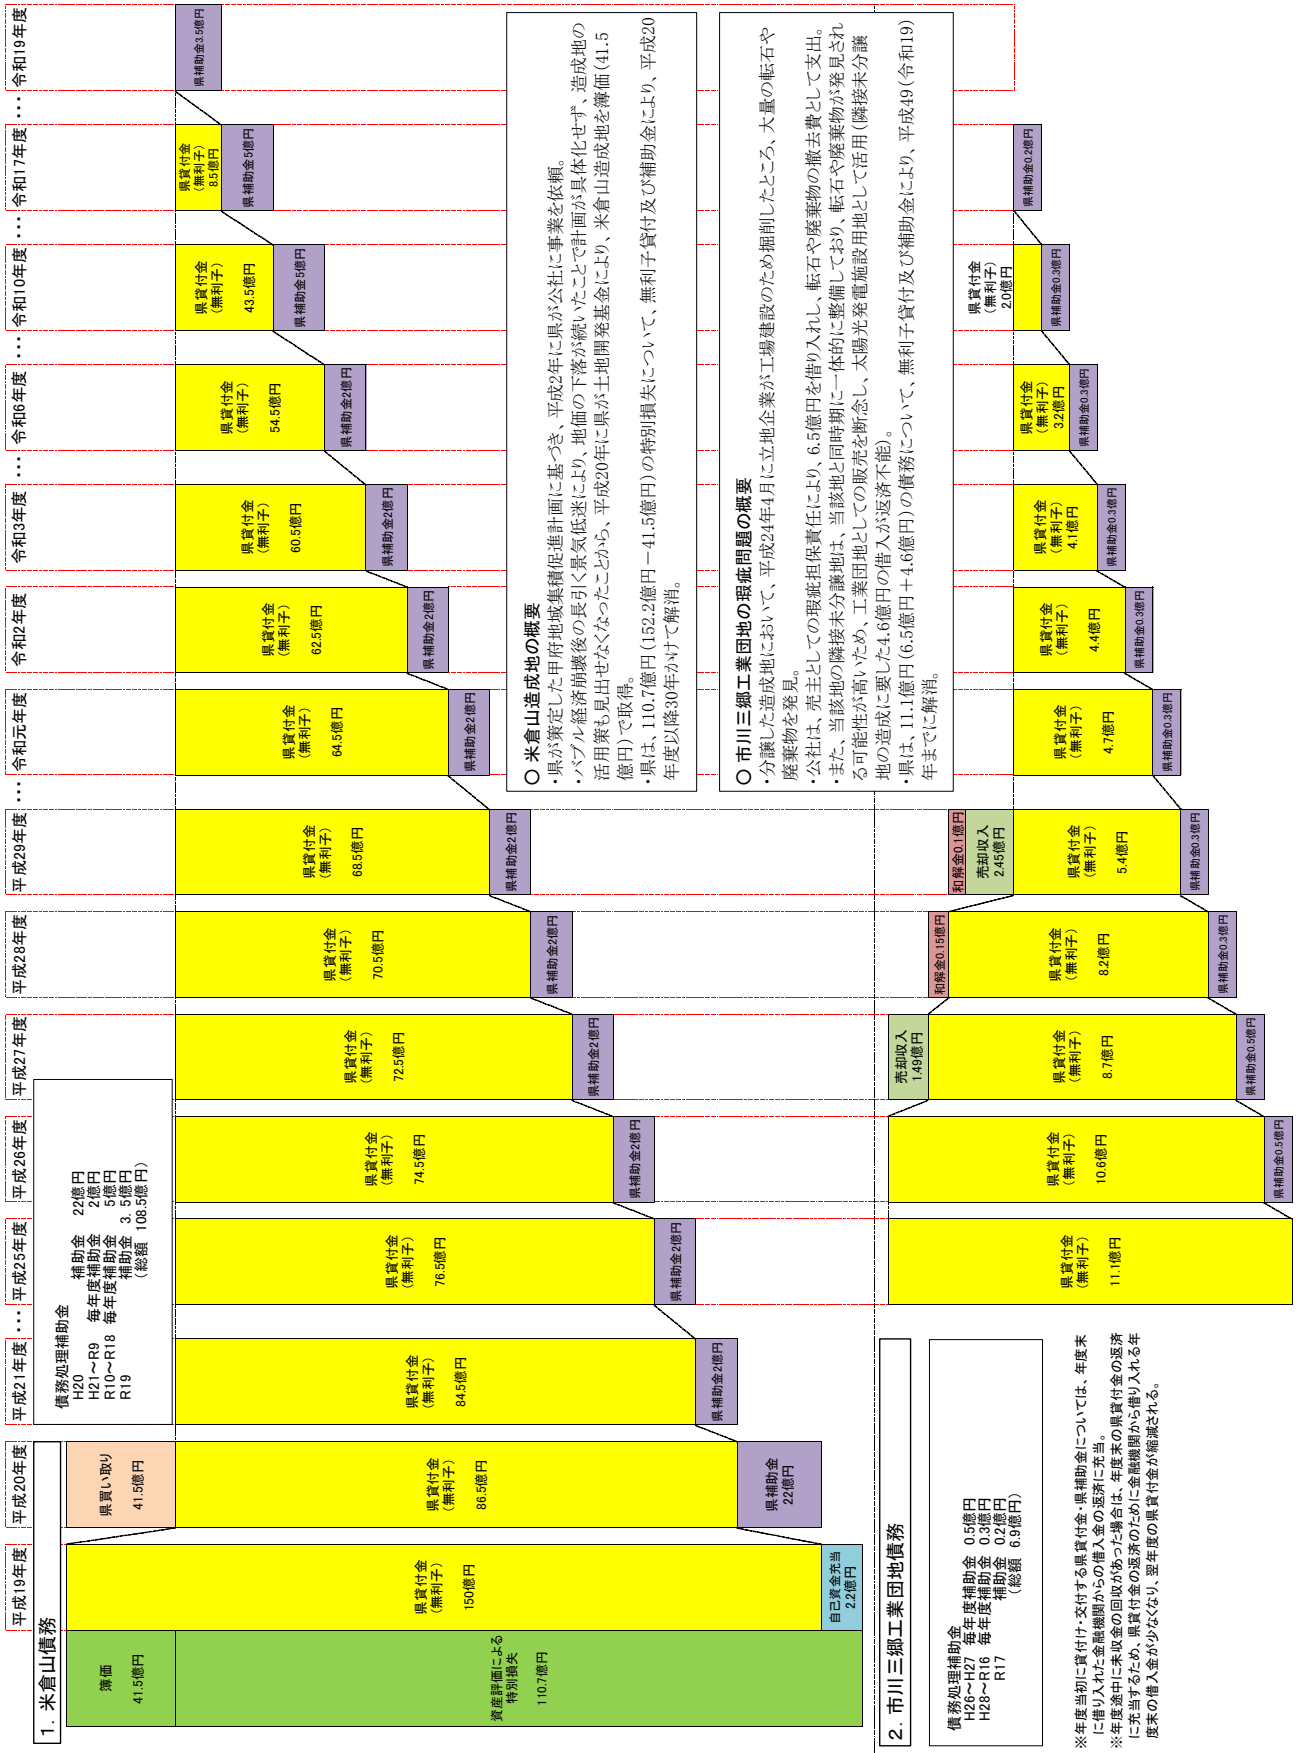 平成19年度
平成20年度
平成21年度
…
平成25年度
平成26年度
平成27年度
平成28年度
平成29年度
…
令和元年度
令和2年度
令和3年度
…
令和6年度
…
令和10年度
…
令和17年度
…
令和19年度
1. 米倉山債務
債務処理補助金
H20 補助金 22億円
H21～R9 毎年度補助金 2億円
R10～R18 毎年度補助金 5億円
R19 補助金 3.5億円
(総額 108.5億円)
簿価
41.5億円
資産評価による
特別損失
110.7億円
県貸付金
(無利子)
150億円
自己資金充当
2.2億円
県買い取り
41.5億円
県貸付金
(無利子)
86.5億円
県補助金
22億円
県貸付金
(無利子)
84.5億円
県補助金2億円
県貸付金
(無利子)
76.5億円
県補助金2億円
県貸付金
(無利子)
74.5億円
県補助金2億円
県貸付金
(無利子)
72.5億円
県補助金2億円
県貸付金
(無利子)
70.5億円
県補助金2億円
県貸付金
(無利子)
68.5億円
県補助金2億円
県貸付金
(無利子)
64.5億円
県補助金2億円
県貸付金
(無利子)
62.5億円
県補助金2億円
県貸付金
(無利子)
60.5億円
県補助金2億円
県貸付金
(無利子)
54.5億円
県補助金2億円
県貸付金
(無利子)
43.5億円
県補助金5億円
県貸付金
(無利子)
8.5億円
県補助金5億円
県補助金3.5億円
○ 米倉山造成地の概要
・県が策定した甲府地域集積促進計画に基づき、平成2年に県が公社に事業を依頼。
・バブル経済崩壊後の長引く景気低迷により、地価の下落が続いたことで計画が具体化せず、造成地の
活用策も見出せなくなったことから、平成20年に県が土地開発基金により、米倉山造成地を簿価(41.5
億円)で取得。
・県は、110.7億円(152.2億円－41.5億円)の特別損失について、無利子貸付及び補助金により、平成20
年度以降30年かけて解消。
○ 市川三郷工業団地の瑕疵問題の概要
・分譲した造成地において、平成24年4月に立地企業が工場建設のため掘削したところ、大量の転石や
廃棄物を発見。
・公社は、売主としての瑕疵担保責任により、6.5億円を借り入れし、転石や廃棄物の撤去費として支出。
・また、当該地の隣接未分譲地は、当該地と同時期に一体的に整備しており、転石や廃棄物が発見され
る可能性が高いため、工業団地としての販売を断念し、太陽光発電施設用地として活用(隣接未分譲
地の造成に要した4.6億円の借入が返済不能)。
・県は、11.1億円(6.5億円＋4.6億円)の債務について、無利子貸付及び補助金により、平成49(令和19)
年までに解消。
2. 市川三郷工業団地債務
債務処理補助金
H26～H27 毎年度補助金 0.5億円
H28～R16 毎年度補助金 0.3億円
R17 補助金 0.2億円
(総額 6.9億円)
県貸付金
(無利子)
11.1億円
県貸付金
(無利子)
10.6億円
県補助金0.5億円
売却収入
1.49億円
県貸付金
(無利子)
8.7億円
県補助金0.5億円
和解金0.15億円
県貸付金
(無利子)
8.2億円
県補助金0.3億円
和解金0.1億円
売却収入
2.45億円
県貸付金
(無利子)
5.4億円
県補助金0.3億円
県貸付金
(無利子)
4.7億円
県補助金0.3億円
県貸付金
(無利子)
4.4億円
県補助金0.3億円
県貸付金
(無利子)
4.1億円
県補助金0.3億円
県貸付金
(無利子)
3.2億円
県補助金0.3億円
県貸付金
(無利子)
2.0億円
県補助金0.3億円
県補助金0.2億円
※年度当初に貸付け・交付する県貸付金・県補助金については、年度末
に借り入れた金融機関からの借入金の返済に充当。
※年度途中に未収金の回収があった場合は、年度末の県貸付金の返済
に充当するため、県貸付金の返済のために金融機関から借り入れる年
度末の借入金が少なくなり、翌年度の県貸付金が縮減される。